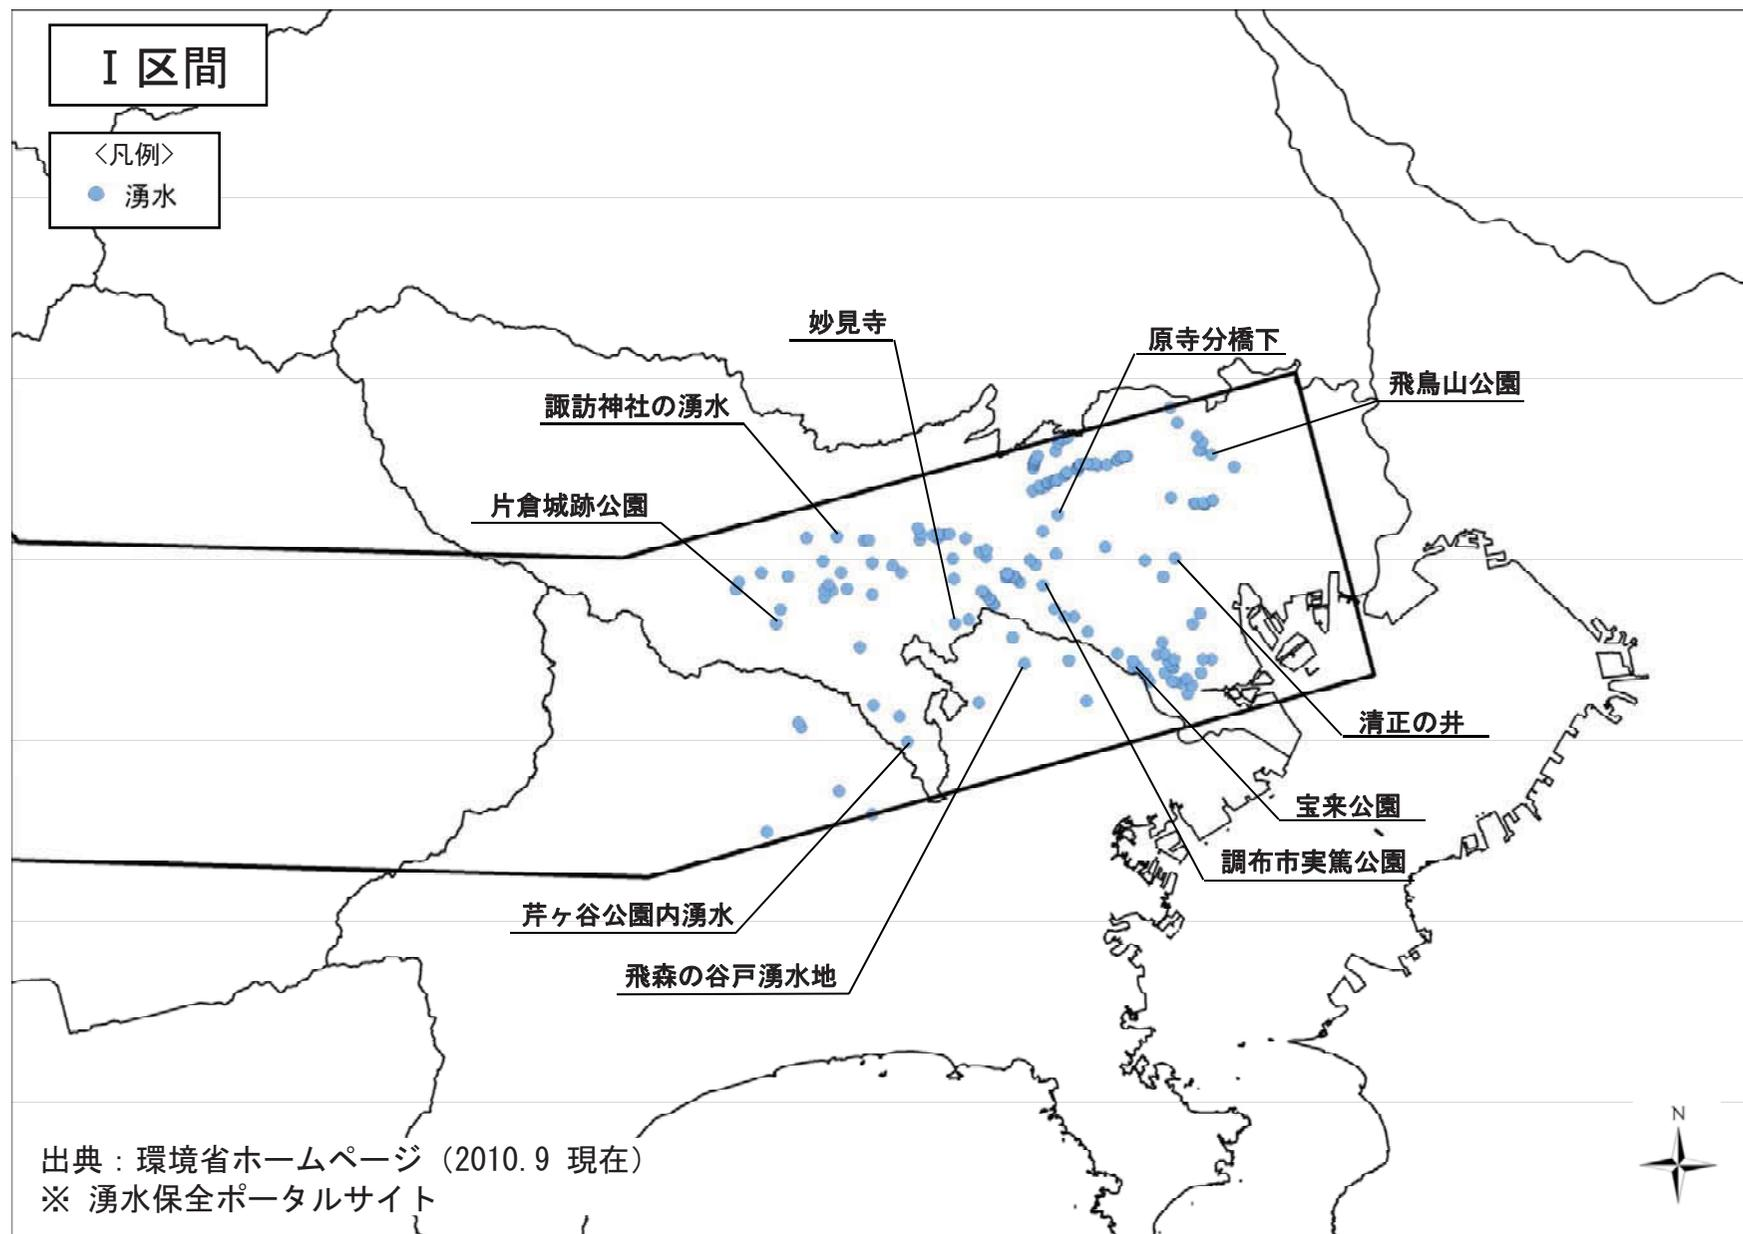 Ⅰ 区間
<凡例>
湧水
妙見寺
原寺分橋下
飛鳥山公園
諏訪神社の湧水
片倉城跡公園
清正の井
宝来公園
調布市実篤公園
芹ヶ谷公園内湧水
飛森の谷戸湧水地
N
出典：環境省ホームページ（2010.9 現在）
※ 湧水保全ポータルサイト